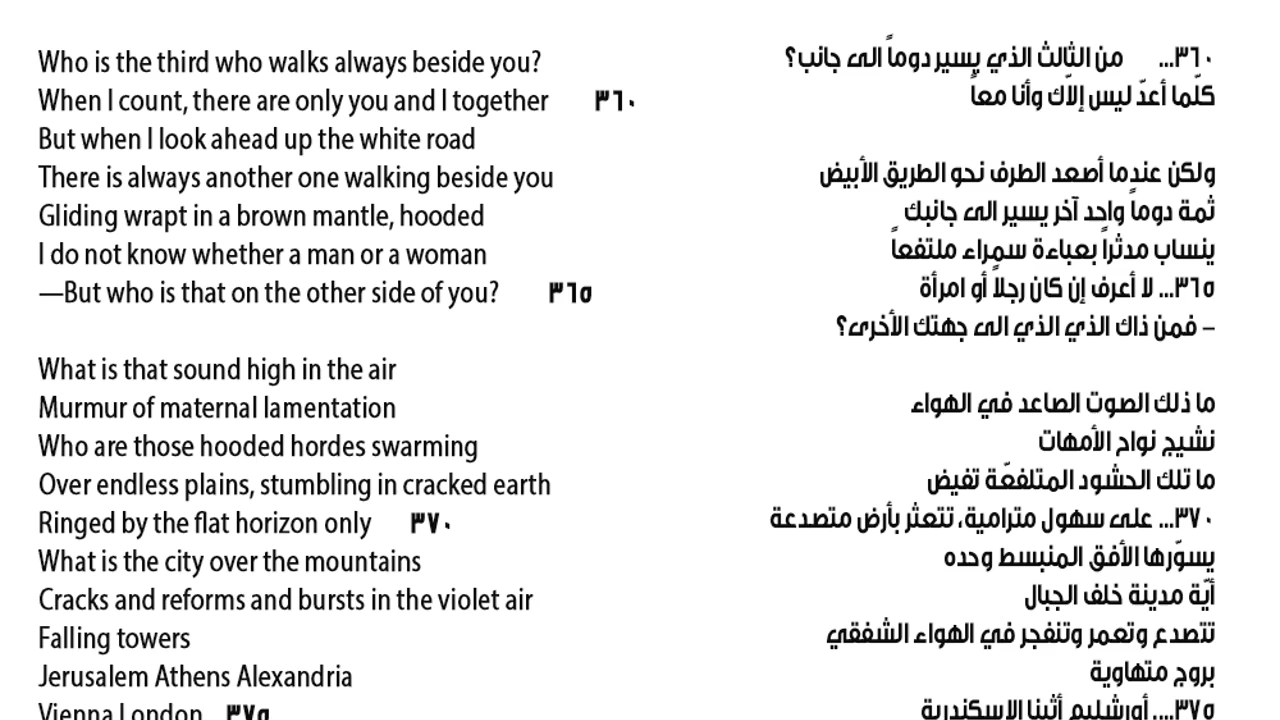 Who is the third who walks always beside you?
When I count, there are only you and I together ٣٦٠
But when I look ahead up the white road
There is always another one walking beside you
Gliding wrapt in a brown mantle, hooded
I do not know whether a man or a woman
—But who is that on the other side of you? ٣٦٥
What is that sound high in the air
Murmur of maternal lamentation
Who are those hooded hordes swarming
Over endless plains, stumbling in cracked earth
Ringed by the flat horizon only ٣٧٠
What is the city over the mountains
Cracks and reforms and bursts in the violet air
Falling towers
Jerusalem Athens Alexandria
Vienna London ٣٧٥
٣٦٠... من الثالث الذي يسير دوماً الى جانب؟
كلّما أعدّ ليس إلاّك وأنا معاً
ولكن عندما أصعد الطرف نحو الطريق الأبيض
ثمة دوماً واحد آخر يسير الى جانبك
ينساب مدثراً بعباءة سمراء ملتفعاً
٣٦٥... لا أعرف إن كان رجلاً أو امرأة
– فمن ذاك الذي الذي الى جهتك الأخرى؟
ما ذلك الصوت الصاعد في الهواء
نشيج نواح الأمهات
ما تلك الحشود المتلفعّة تفيض
٣٧٠... على سهول مترامية، تتعثر بأرض متصدعة
يسوّرها الأفق المنبسط وحده
أيّة مدينة خلف الجبال
تتصدع وتعمر وتنفجر في الهواء الشفقي
بروج متهاوية
٣٧٥.... أورشليم أثينا الاسكندرية